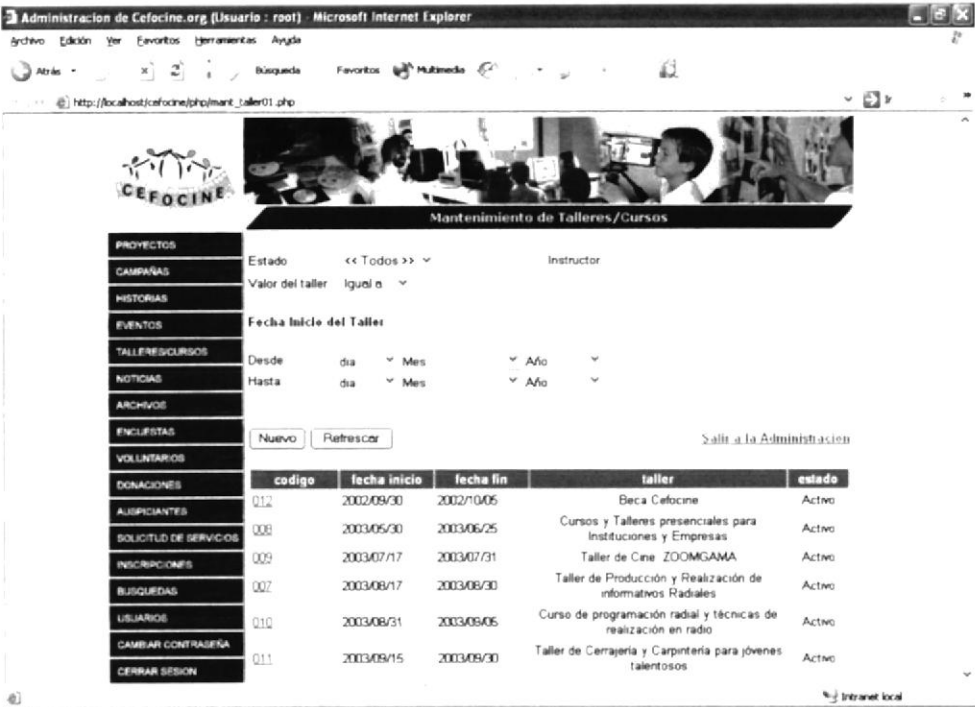 Administracion de Cefocine.org (Usuario : root) - Microsoft Internet Explorer
Archivo Edición Ver Favoritos Herramientas Ayuda
Atrás Búsqueda Favoritos Multimedia
http://localhost/cefocine/php/mant_taller01.php Ir
CEFOCINE
Mantenimiento de Talleres/Cursos
PROYECTOS
CAMPAÑAS
HISTORIAS
EVENTOS
TALLERES/CURSOS
NOTICIAS
ARCHIVOS
ENCUESTAS
VOLUNTARIOS
DONACIONES
AUSPICIANTES
SOLICITUD DE SERVICIOS
INSCRIPCIONES
BUSQUEDAS
USUARIOS
CAMBIAR CONTRASEÑA
CERRAR SESION
Estado << Todos >> Instructor
Valor del taller Igual a
Fecha Inicio del Taller
Desde dia Mes Año
Hasta dia Mes Año
Nuevo Refrescar Salir a la Administracion
codigo fecha inicio fecha fin taller estado
012 2002/09/30 2002/10/05 Beca Cefocine Activo
008 2003/05/30 2003/06/25 Cursos y Talleres presenciales para Instituciones y Empresas Activo
009 2003/07/17 2003/07/31 Taller de Cine ZOOMGAMA Activo
007 2003/08/17 2003/08/30 Taller de Producción y Realización de informativos Radiales Activo
010 2003/08/31 2003/09/05 Curso de programación radial y técnicas de realización en radio Activo
011 2003/09/15 2003/09/30 Taller de Cerrajería y Carpintería para jóvenes talentosos Activo
Intranet local